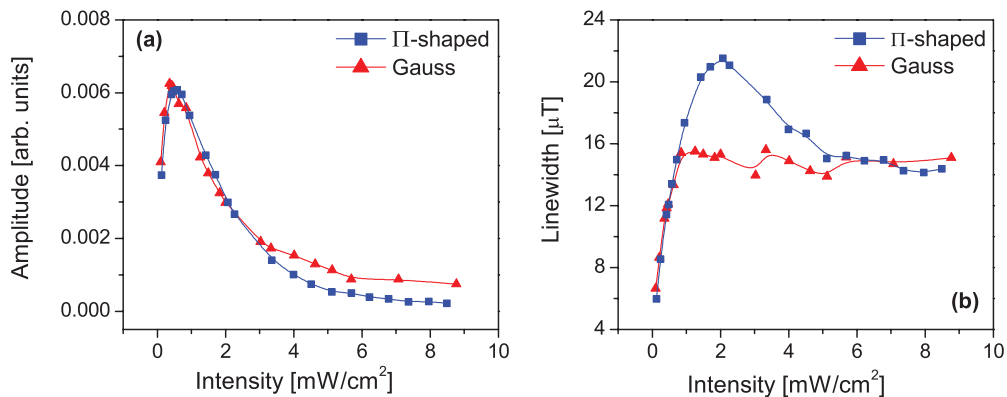 0.008
0.006
0.004
0.002
0.000
Amplitude [arb. units]
(a)
Π-shaped
Gauss
0 2 4 6 8 10
Intensity [mW/cm²]
24
20
16
12
8
4
Linewidth [μT]
Π-shaped
Gauss
(b)
0 2 4 6 8 10
Intensity [mW/cm²]